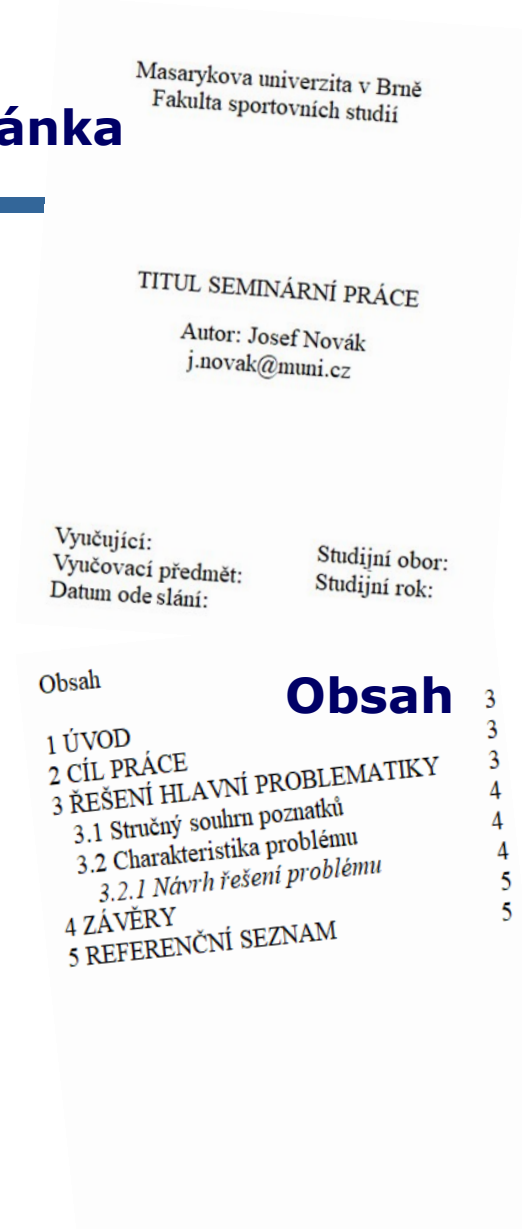 Masarykova univerzita v Brně
Fakulta sportovních studií
ánka
TITUL SEMINÁRNÍ PRÁCE
Autor: Josef Novák
j.novak@muni.cz
Vyučující:
Studijní obor:
Vyučovací předmět:
Studijní rok:
Datum ode slání:
Obsah
Obsah
1 ÚVOD 3
2 CÍL PRÁCE 3
3 ŘEŠENÍ HLAVNÍ PROBLEMATIKY 3
3.1 Stručný souhrn poznatků 4
3.2 Charakteristika problému 4
3.2.1 Návrh řešení problému 4
4 ZÁVĚRY 5
5 REFERENČNÍ SEZNAM 5